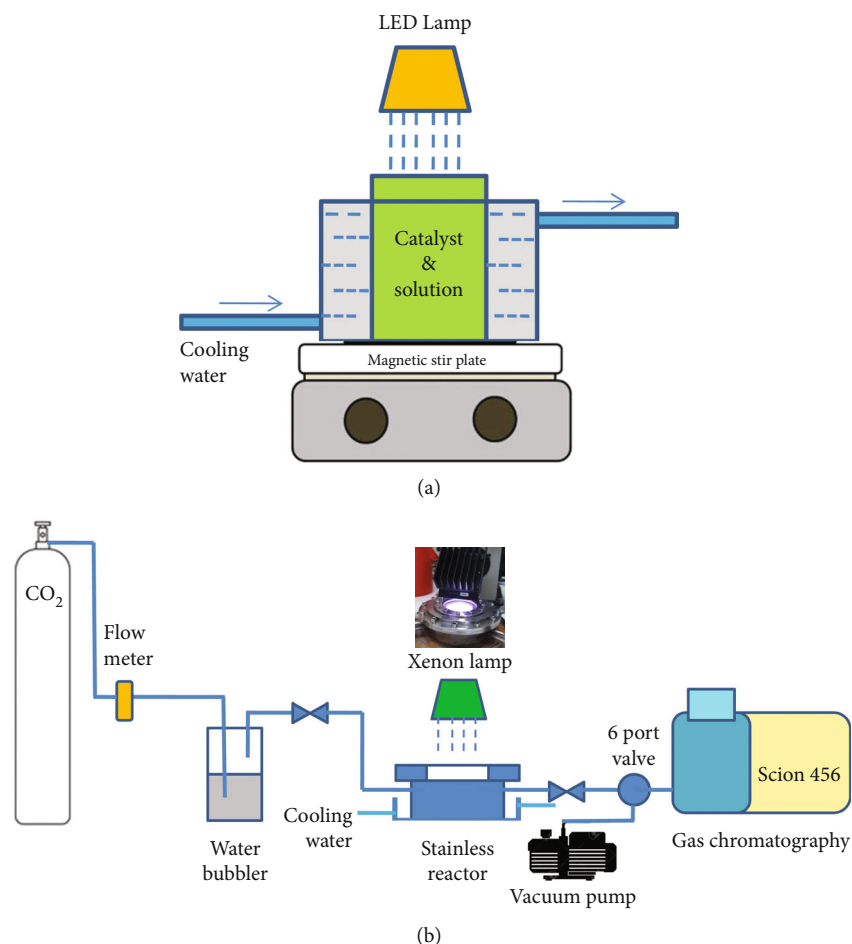 LED Lamp
Catalyst
&
solution
Cooling
water
Magnetic stir plate
(a)
CO₂
Flow
meter
Xenon lamp
6 port
valve
Scion 456
Cooling
water
Water
bubbler
Stainless
reactor
Gas chromatography
Vacuum pump
(b)